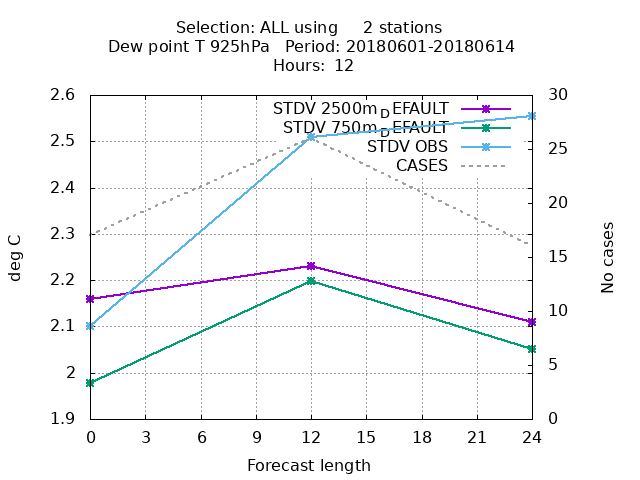 Selection: ALL using     2 stations
Dew point T 925hPa   Period: 20180601-20180614
Hours:  12
2.6
2.5
2.4
2.3
2.2
2.1
2
1.9
30
25
20
15
10
5
0
STDV 2500m_DEFAULT
STDV 750m_DEFAULT
STDV OBS
CASES
deg C
No cases
0 3 6 9 12 15 18 21 24
Forecast length